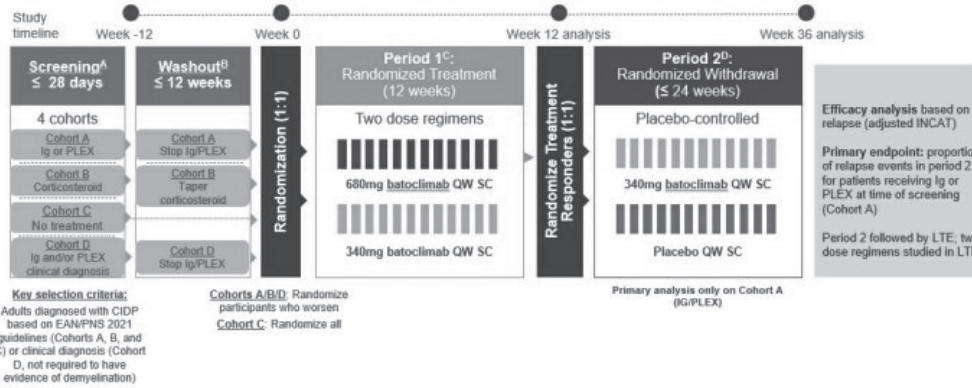 Study
timeline
Week -12
Week 0
Week 12 analysis
Week 36 analysis
Screening^A
≤ 28 days
4 cohorts
Cohort A
Ig or PLEX
Cohort B
Corticosteroid
Cohort C
No treatment
Cohort D
Ig and/or PLEX
clinical diagnosis
Washout^B
≤ 12 weeks
Cohort A
Stop Ig/PLEX
Cohort B
Taper
corticosteroid
Cohort D
Stop Ig/PLEX
Randomization (1:1)
Period 1^C:
Randomized Treatment
(12 weeks)
Two dose regimens
680mg batoclimab QW SC
340mg batoclimab QW SC
Randomize Treatment
Responders (1:1)
Period 2^D:
Randomized Withdrawal
(≤ 24 weeks)
Placebo-controlled
340mg batoclimab QW SC
Placebo QW SC
Efficacy analysis based on
relapse (adjusted INCAT)
Primary endpoint: proportion
of relapse events in period 2
for patients receiving Ig or
PLEX at time of screening
(Cohort A)
Period 2 followed by LTE; tw
dose regimens studied in LTE
Key selection criteria:
Adults diagnosed with CIDP
based on EAN/PNS 2021
guidelines (Cohorts A, B, and
C) or clinical diagnosis (Cohort
D, not required to have
evidence of demyelination)
Cohorts A/B/D: Randomize
participants who worsen
Cohort C: Randomize all
Primary analysis only on Cohort A
(IG/PLEX)